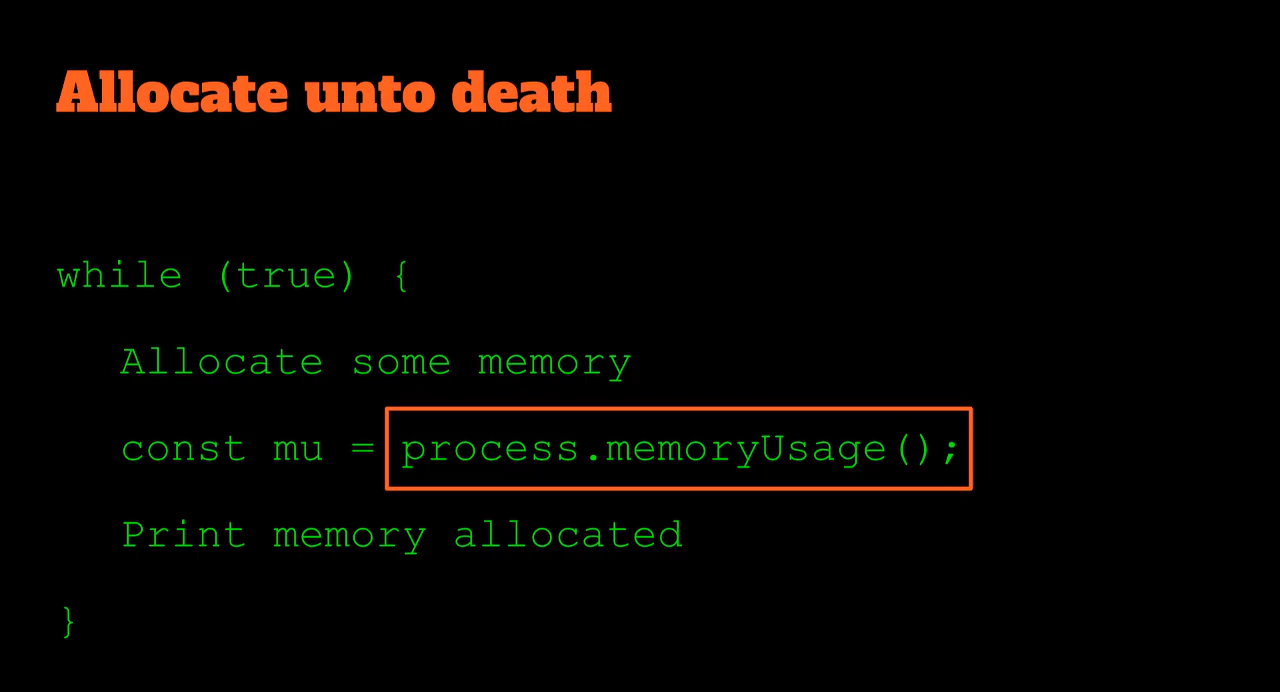 Allocate unto death
while (true) {
Allocate some memory
const mu = process.memoryUsage();
Print memory allocated
}